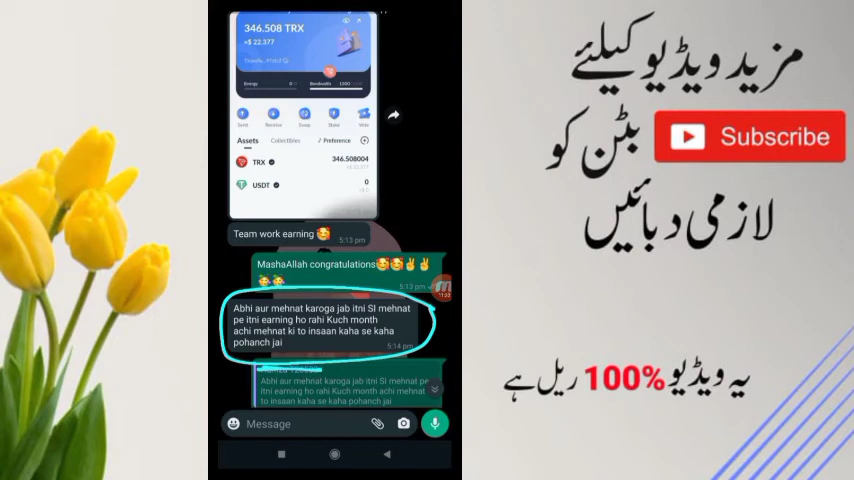 346.508 TRX
≈$ 22.377
Energy
Bandwidth
Send Receive Swap Stake Vote
Assets Collectibles Preference
TRX 346.508004
USDT 0
Team work earning 🥰
5:13 pm
MashaAllah congratulations🥰🥰✌✌
5:13 pm
Abhi aur mehnat karoga jab itni SI mehnat
pe itni earning ho rahi Kuch month
achi mehnat ki to insaan kaha se kaha
pohanch jai
5:14 pm
Abhi aur mehnat karoga jab itni SI mehnat pe
itni earning ho rahi Kuch month achi mehnat ki
to insaan kaha se kaha pohanch jai
Message
11:33
مزید ویڈیو کیلئے
Subscribe بٹن کو
لازمی دبائیں
یہ ویڈیو 100% ریل ہے